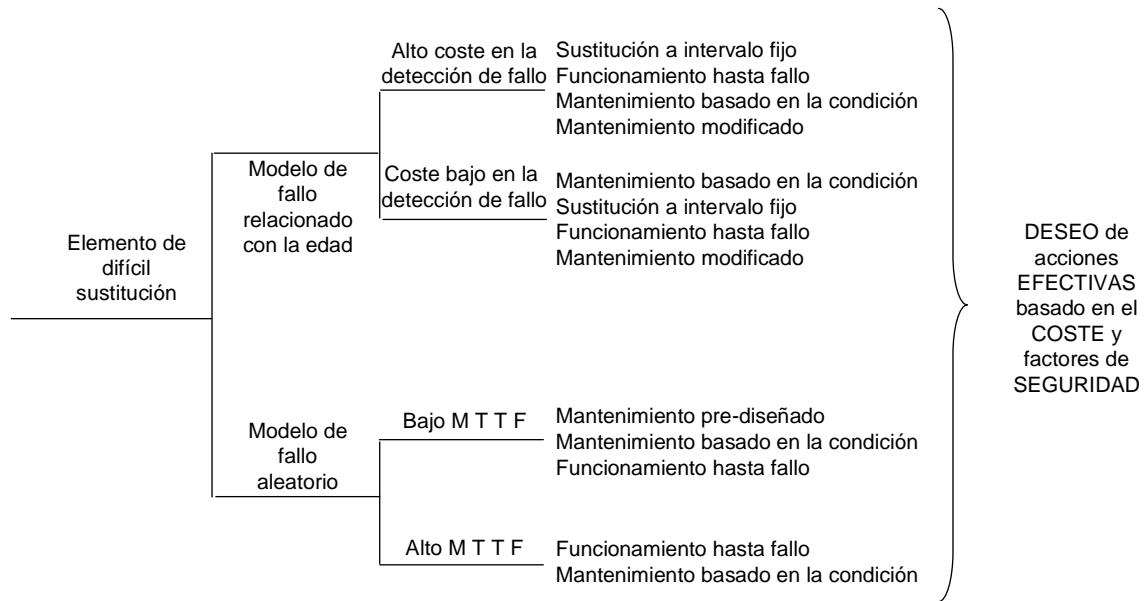 Elemento de
difícil
sustitución
Modelo de
fallo
relacionado
con la edad
Alto coste en la
detección de fallo
Sustitución a intervalo fijo
Funcionamiento hasta fallo
Mantenimiento basado en la condición
Mantenimiento modificado
Coste bajo en la
detección de fallo
Mantenimiento basado en la condición
Sustitución a intervalo fijo
Funcionamiento hasta fallo
Mantenimiento modificado
Modelo de
fallo
aleatorio
Bajo M T T F
Mantenimiento pre-diseñado
Mantenimiento basado en la condición
Funcionamiento hasta fallo
Alto M T T F
Funcionamiento hasta fallo
Mantenimiento basado en la condición
DESEO de
acciones
EFECTIVAS
basado en el
COSTE y
factores de
SEGURIDAD